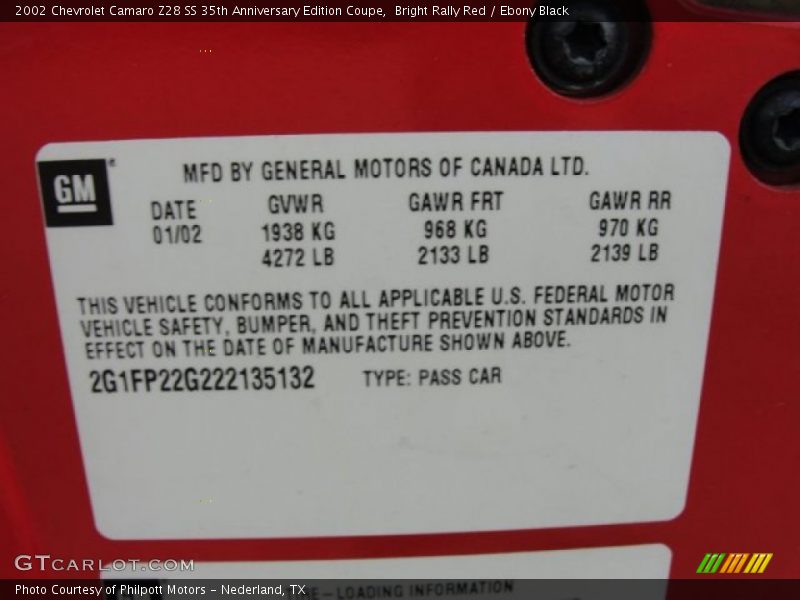 2002 Chevrolet Camaro Z28 SS 35th Anniversary Edition Coupe, Bright Rally Red / Ebony Black
GM
MFD BY GENERAL MOTORS OF CANADA LTD.
DATE GVWR GAWR FRT GAWR RR
01/02 1938 KG 968 KG 970 KG
4272 LB 2133 LB 2139 LB
THIS VEHICLE CONFORMS TO ALL APPLICABLE U.S. FEDERAL MOTOR
VEHICLE SAFETY, BUMPER, AND THEFT PREVENTION STANDARDS IN
EFFECT ON THE DATE OF MANUFACTURE SHOWN ABOVE.
2G1FP22G222135132 TYPE: PASS CAR
GTCARLOT.COM
Photo Courtesy of Philpott Motors - Nederland, TX
-LOADING INFORMATION